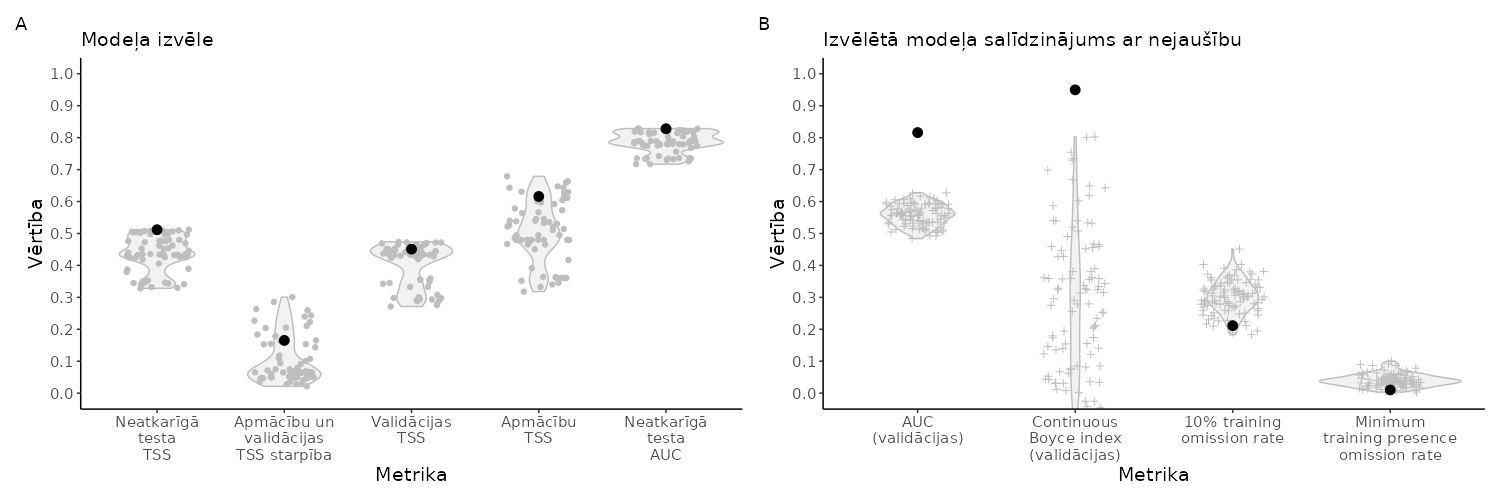 A
Modeļa izvēle
Vērtība
1.0
0.9
0.8
0.7
0.6
0.5
0.4
0.3
0.2
0.1
0.0
Neatkarīgā
testa
TSS
Apmācību un
validācijas
TSS starpība
Validācijas
TSS
Apmācību
TSS
Neatkarīgā
testa
AUC
Metrika
B
Izvēlētā modeļa salīdzinājums ar nejaušību
Vērtība
1.0
0.9
0.8
0.7
0.6
0.5
0.4
0.3
0.2
0.1
0.0
AUC
(validācijas)
Continuous
Boyce index
(validācijas)
10% training
omission rate
Minimum
training presence
omission rate
Metrika